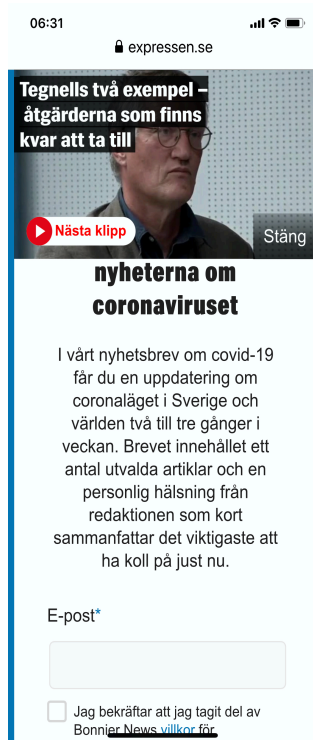 06:31
expressen.se
Tegnells två exempel –
åtgärderna som finns
kvar att ta till
Nästa klipp
Stäng
nyheterna om
coronaviruset
I vårt nyhetsbrev om covid-19
får du en uppdatering om
coronaläget i Sverige och
världen två till tre gånger i
veckan. Brevet innehållet ett
antal utvalda artiklar och en
personlig hälsning från
redaktionen som kort
sammanfattar det viktigaste att
ha koll på just nu.
E-post*
Jag bekräftar att jag tagit del av
Bonnier News villkor för